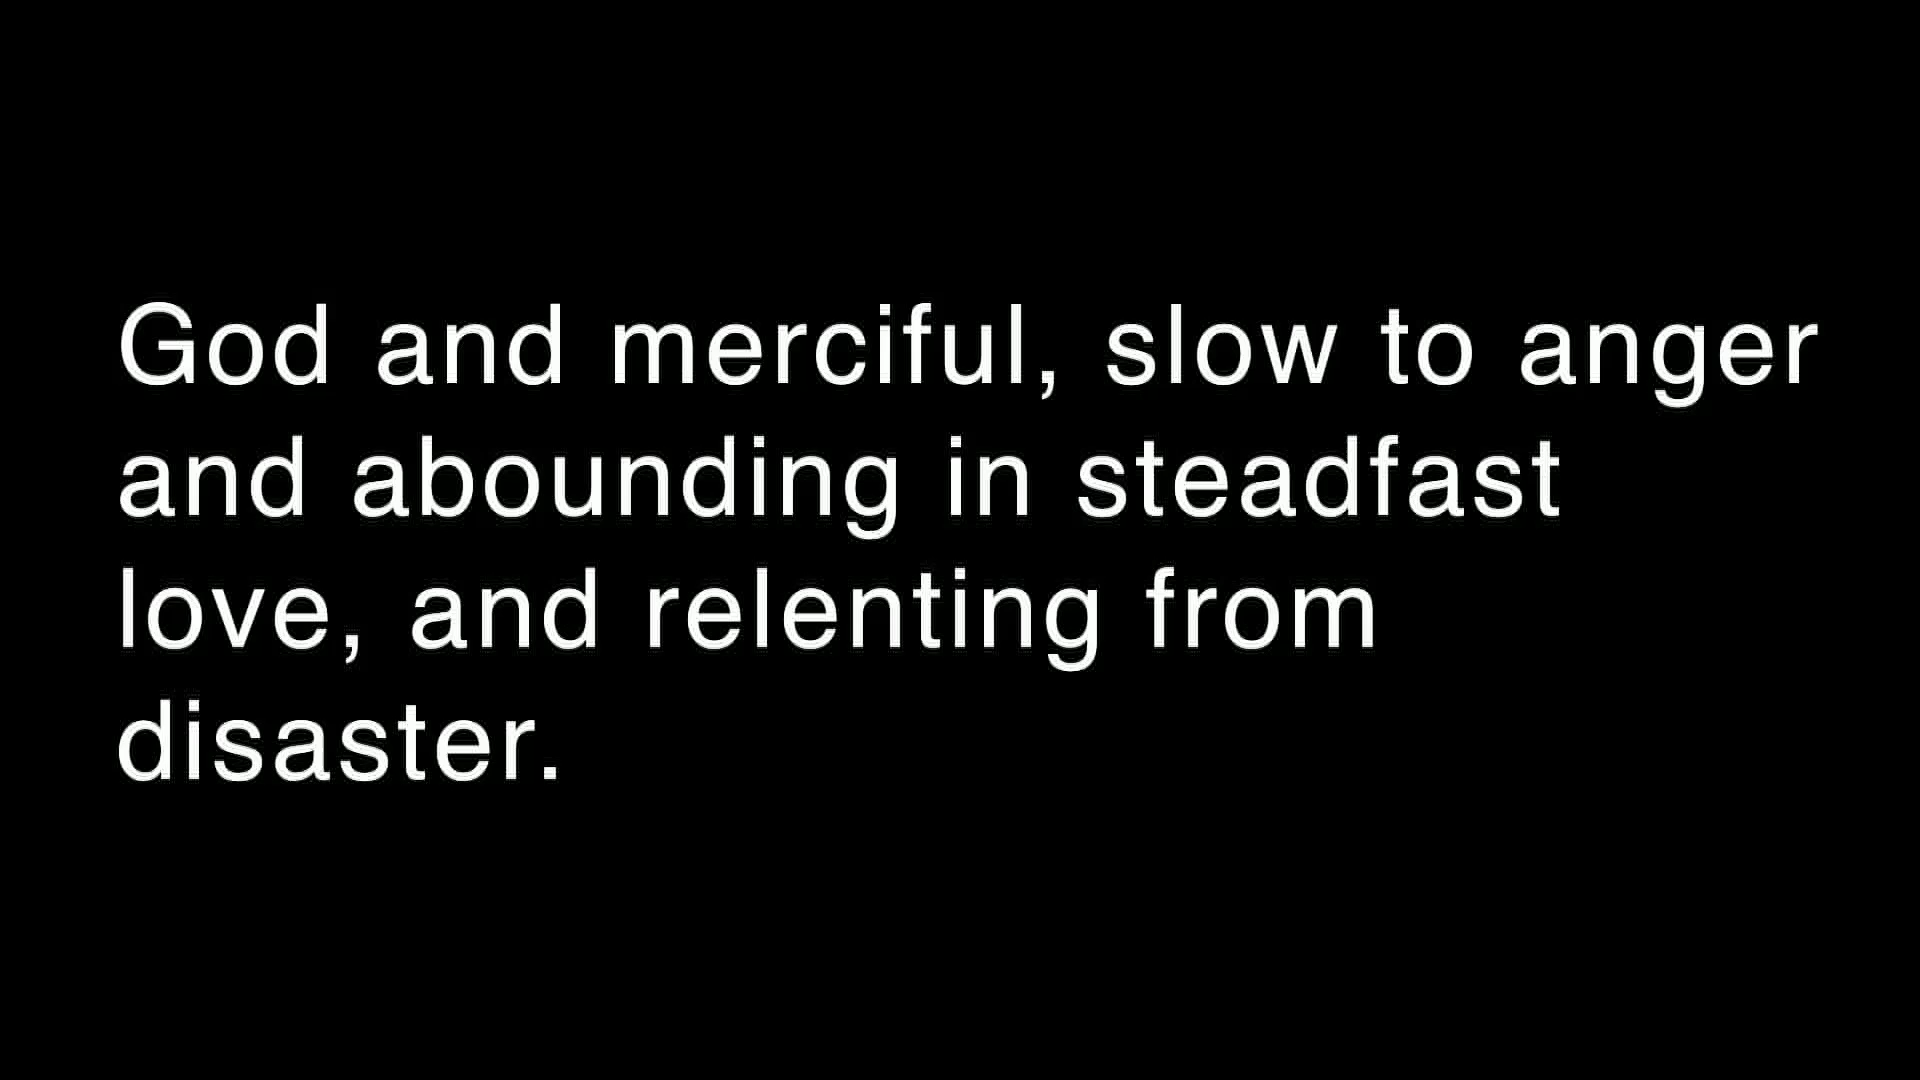 God and merciful, slow to anger
and abounding in steadfast
love, and relenting from
disaster.